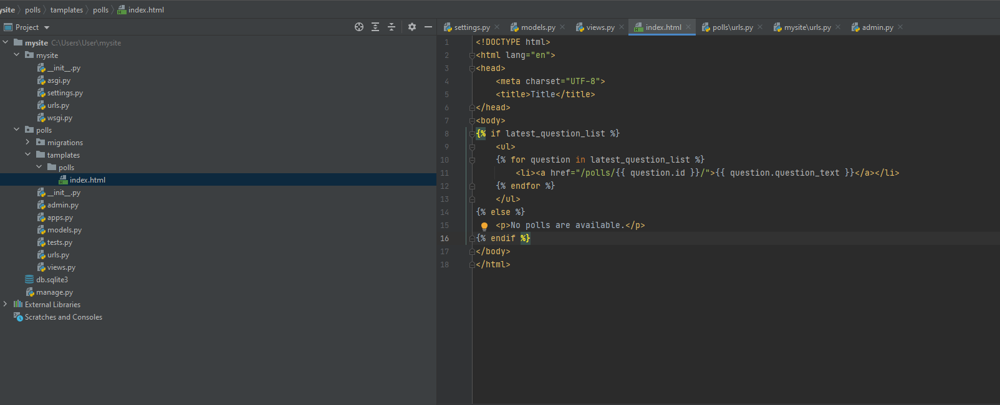 ysite polls tamplates polls index.html
Project
mysite C:\Users\User\mysite
mysite
__init__.py
asgi.py
settings.py
urls.py
wsgi.py
polls
migrations
tamplates
polls
index.html
__init__.py
admin.py
apps.py
models.py
tests.py
urls.py
views.py
db.sqlite3
manage.py
External Libraries
Scratches and Consoles
settings.py models.py views.py index.html polls\urls.py mysite\urls.py admin.py
1 <!DOCTYPE html>
2 <html lang="en">
3 <head>
4     <meta charset="UTF-8">
5     <title>Title</title>
6 </head>
7 <body>
8 {% if latest_question_list %}
9     <ul>
10     {% for question in latest_question_list %}
11         <li><a href="/polls/{{ question.id }}/">{{ question.question_text }}</a></li>
12     {% endfor %}
13     </ul>
14 {% else %}
15     <p>No polls are available.</p>
16 {% endif %}
17 </body>
18 </html>